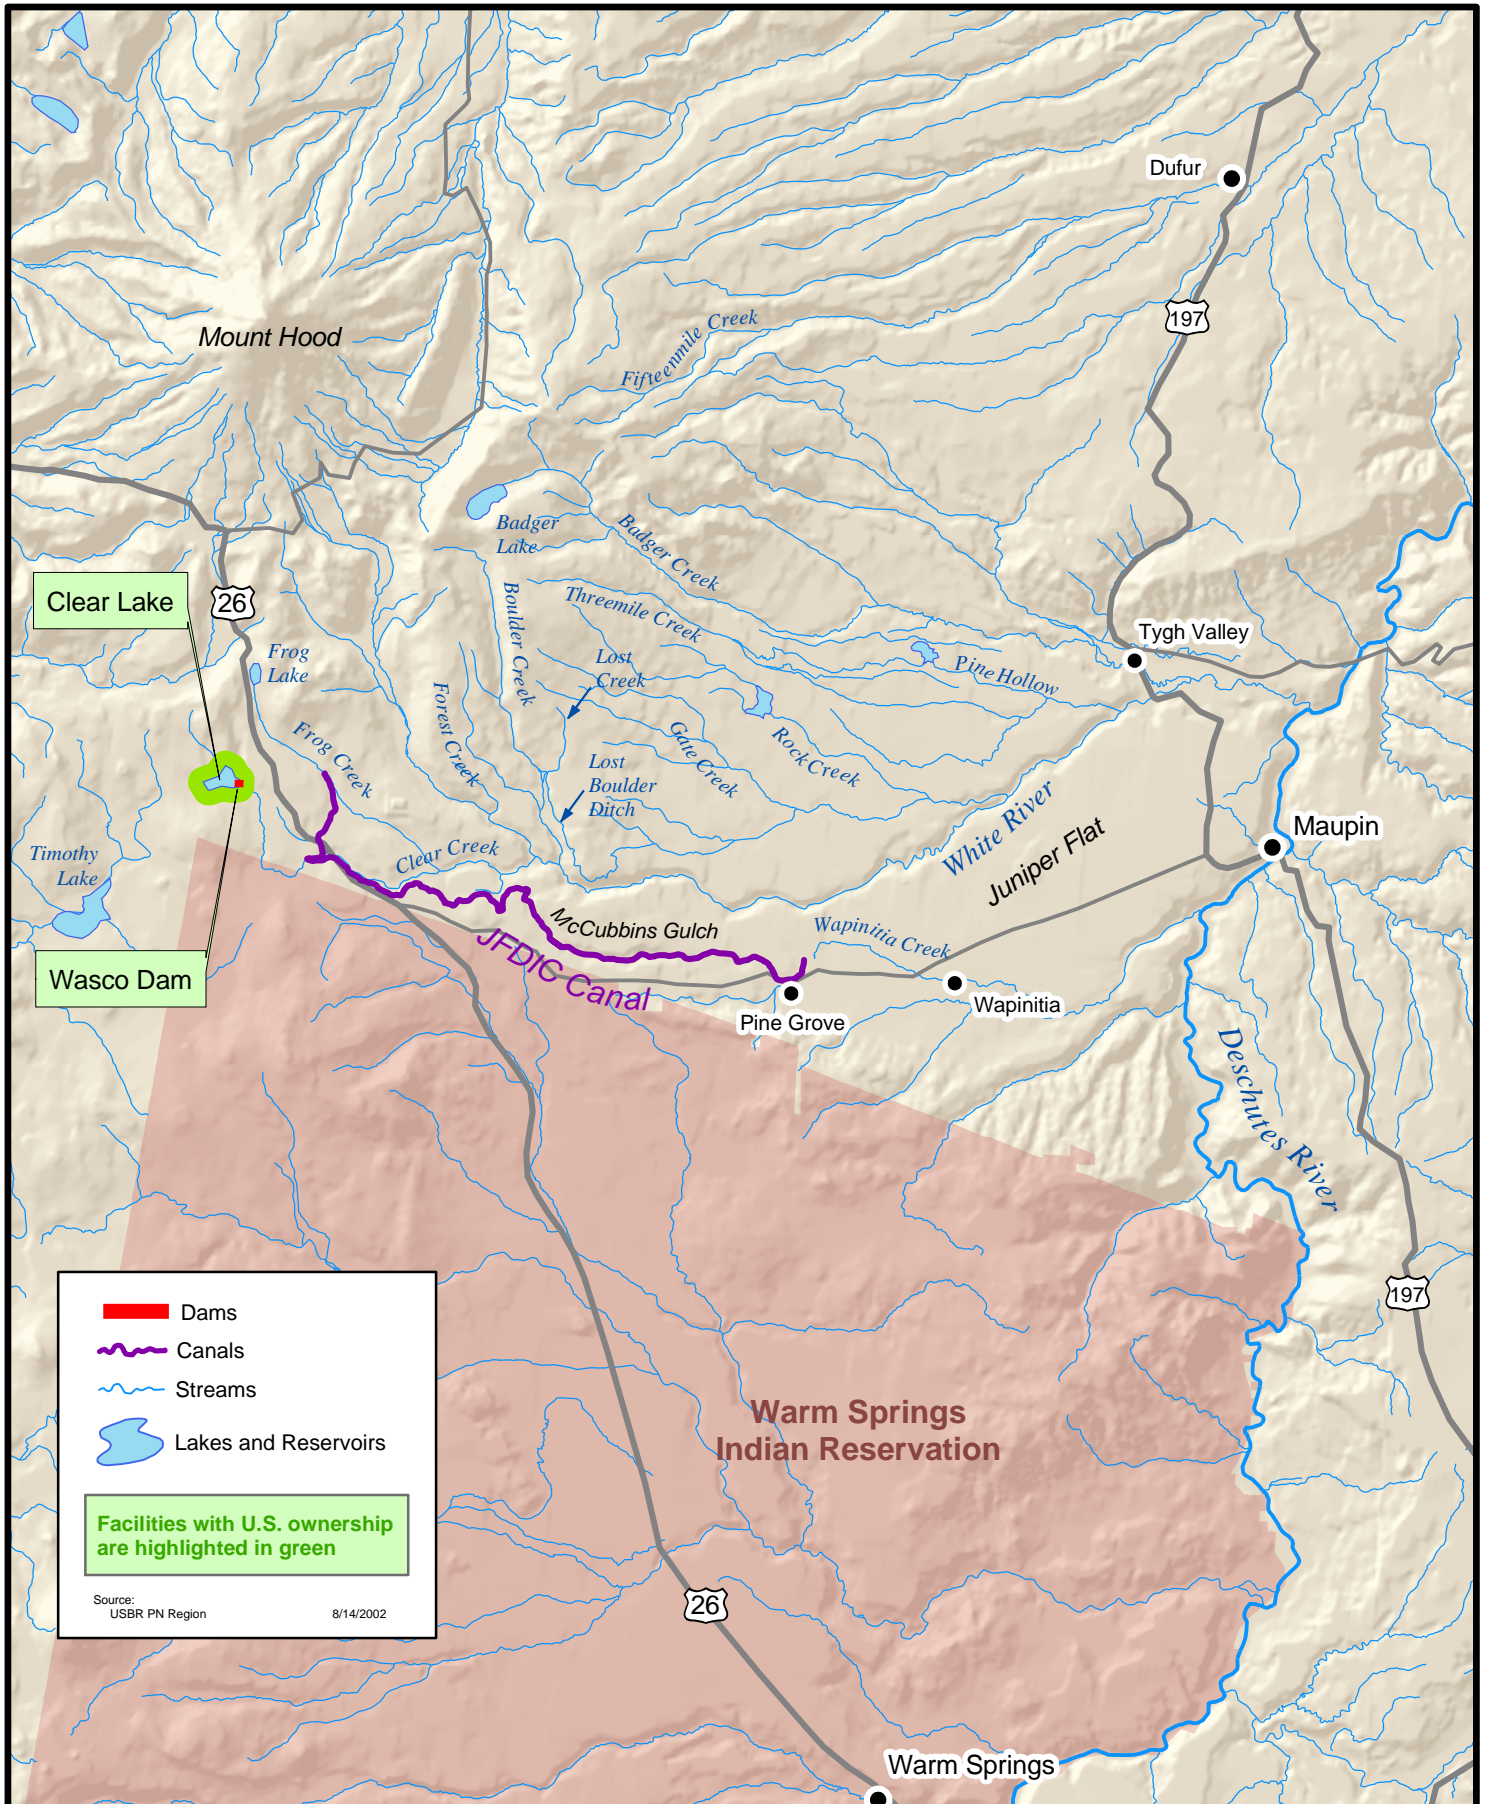 Dufur
197
Fifteenmile Creek
Mount Hood
Badger
Lake
Badger Creek
Clear Lake
26
Boulder Creek
Threemile Creek
Tygh Valley
Frog
Lake
Lost
Creek
Pine Hollow
Forest Creek
Frog Creek
Gate Creek
Rock Creek
Lost
Boulder
Ditch
White River
Juniper Flat
Maupin
Timothy
Lake
Clear Creek
McCubbins Gulch
Wapinitia Creek
JFDIC Canal
Wasco Dam
Wapinitia
Pine Grove
Deschutes River
197
Dams
Canals
Streams
Lakes and Reservoirs
Facilities with U.S. ownership
are highlighted in green
Source:
USBR PN Region
8/14/2002
Warm Springs
Indian Reservation
26
Warm Springs